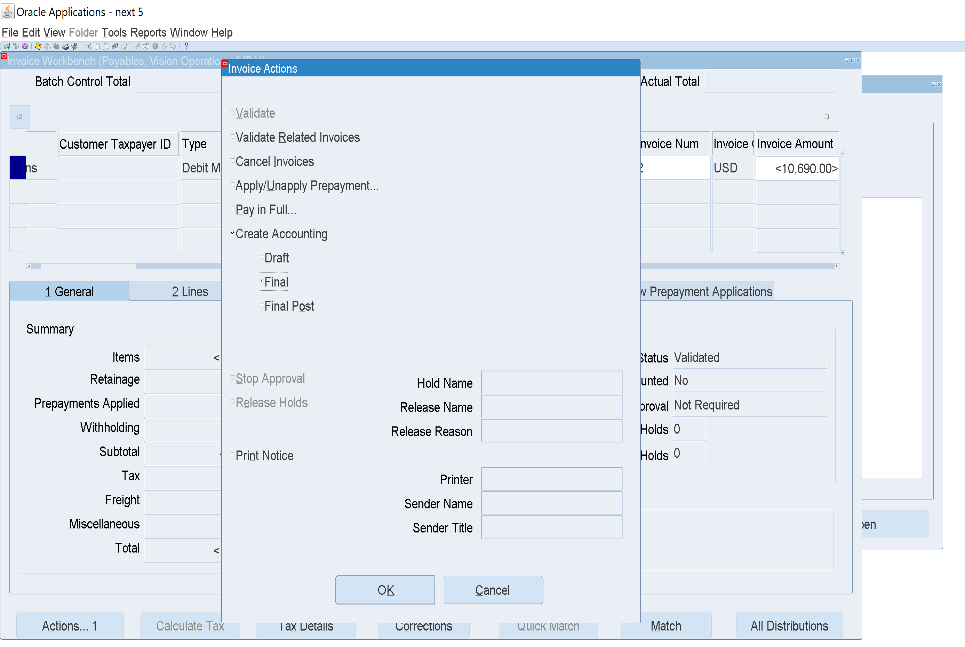 Oracle Applications - next 5
File Edit View Folder Tools Reports Window Help
Invoice Workbench (Payables, Vision Operatio
Invoice Actions
Batch Control Total
Actual Total
Validate
Validate Related Invoices
Cancel Invoices
Apply/Unapply Prepayment...
Pay in Full...
Create Accounting
Draft
Final
Final Post
Customer Taxpayer ID Type
nvoice Num Invoice Invoice Amount
ns Debit M
2 USD <10,690.00>
1 General 2 Lines
w Prepayment Applications
Summary
Items <
Retainage
Prepayments Applied
Withholding
Subtotal
Tax
Freight
Miscellaneous
Total <
Stop Approval
Release Holds
Hold Name
Release Name
Release Reason
Print Notice
Printer
Sender Name
Sender Title
OK Cancel
Status Validated
unted No
proval Not Required
Holds 0
Holds 0
pen
Actions... 1 Calculate Tax Tax Details Corrections Quick Match Match All Distributions